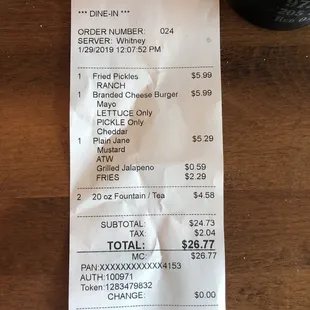 *** DINE-IN ***
ORDER NUMBER: 024
SERVER: Whitney
1/29/2019 12:07:52 PM
1 Fried Pickles $5.99
RANCH
1 Branded Cheese Burger $5.99
Mayo
LETTUCE Only
PICKLE Only
Cheddar
1 Plain Jane $5.29
Mustard
ATW
Grilled Jalapeno $0.59
FRIES $2.29
2 20 oz Fountain / Tea $4.58
SUBTOTAL: $24.73
TAX: $2.04
TOTAL: $26.77
MC: $26.77
PAN:XXXXXXXXXXXX4153
AUTH:100971
Token:1283479832
CHANGE: $0.00